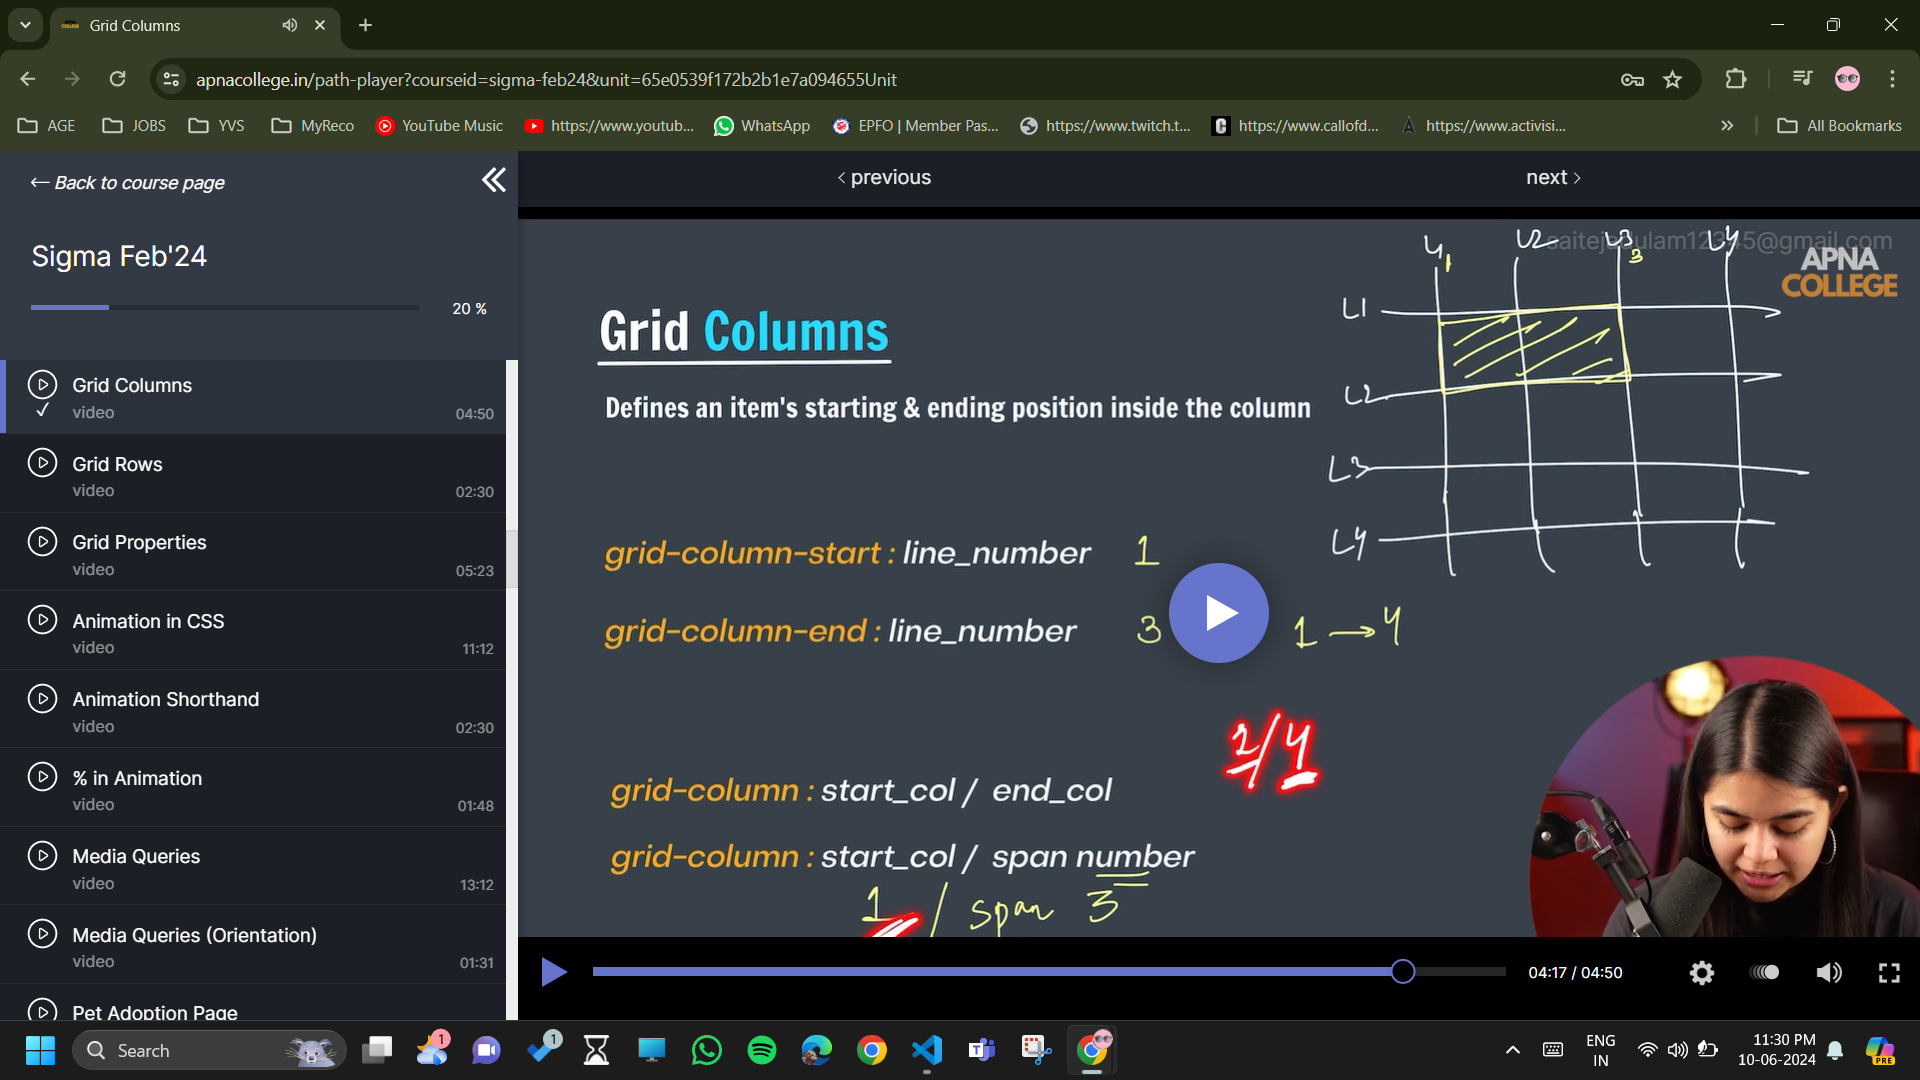 Grid Columns
apnacollege.in/path-player?courseid=sigma-feb24&unit=65e0539f172b2b1e7a094655Unit
AGE JOBS YVS MyReco YouTube Music https://www.youtub... WhatsApp EPFO | Member Pas... https://www.twitch.t... https://www.callofd... https://www.activisi... All Bookmarks
← Back to course page
‹ previous
next ›
Sigma Feb'24
20 %
Grid Columns
video 04:50
Grid Rows
video 02:30
Grid Properties
video 05:23
Animation in CSS
video 11:12
Animation Shorthand
video 02:30
% in Animation
video 01:48
Media Queries
video 13:12
Media Queries (Orientation)
video 01:31
Pet Adoption Page
L1 L2 L3 L4
1 3
@gmail.com
APNA
COLLEGE
Grid Columns
Defines an item's starting & ending position inside the column
L1
L2
L3
L4
grid-column-start : line_number 1
grid-column-end : line_number 3
1 → 4
2/4
grid-column : start_col / end_col
grid-column : start_col / span number
1 / span 3
04:17 / 04:50
Search
1
1
ENG
IN
11:30 PM
10-06-2024
PRE